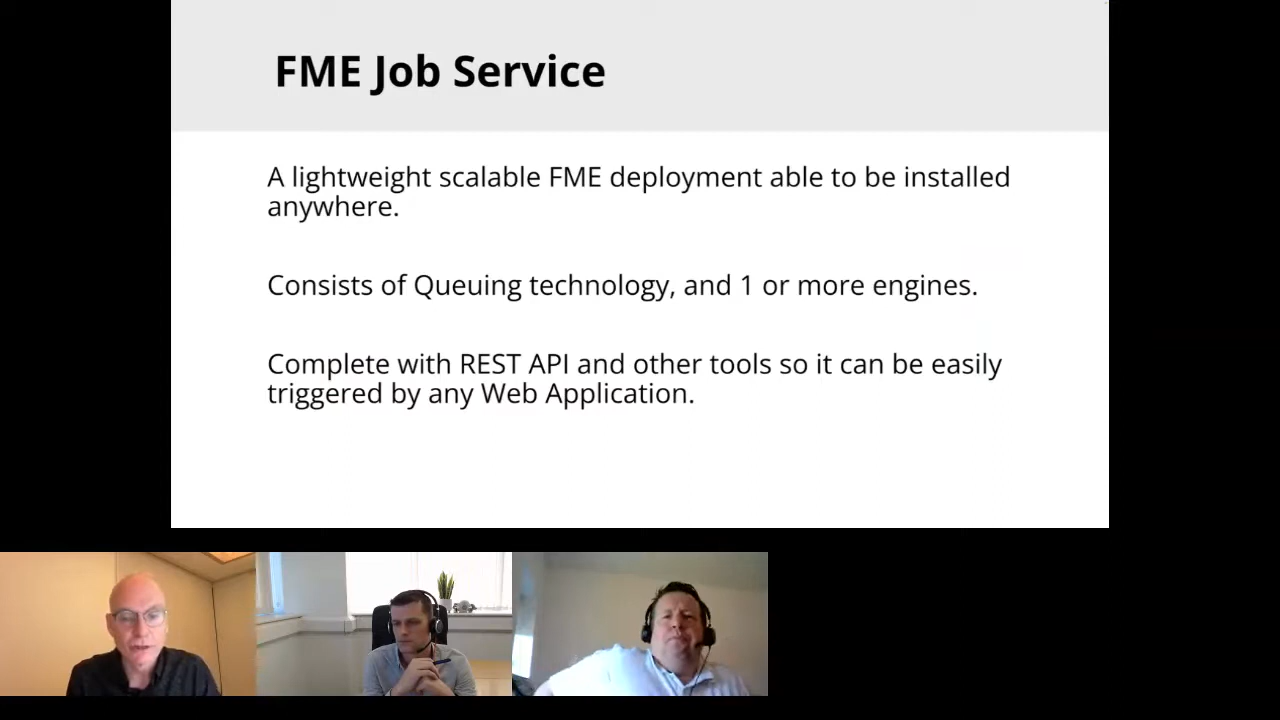 FME Job Service
A lightweight scalable FME deployment able to be installed
anywhere.
Consists of Queuing technology, and 1 or more engines.
Complete with REST API and other tools so it can be easily
triggered by any Web Application.